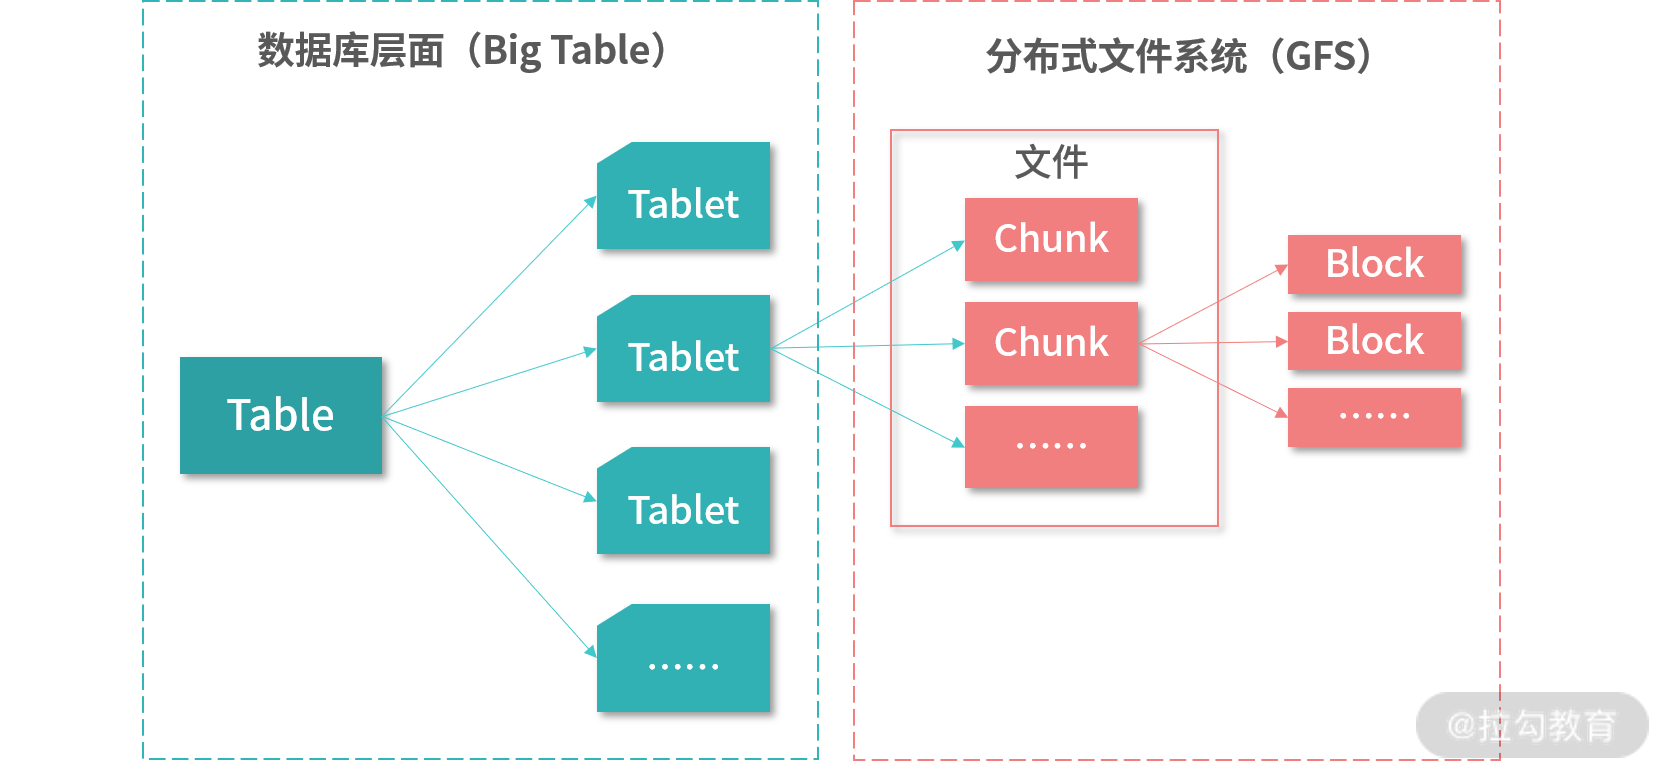 数据库层面（Big Table）
分布式文件系统（GFS）
Table
Tablet
Tablet
Tablet
……
文件
Chunk
Chunk
……
Block
Block
……
@拉勾教育